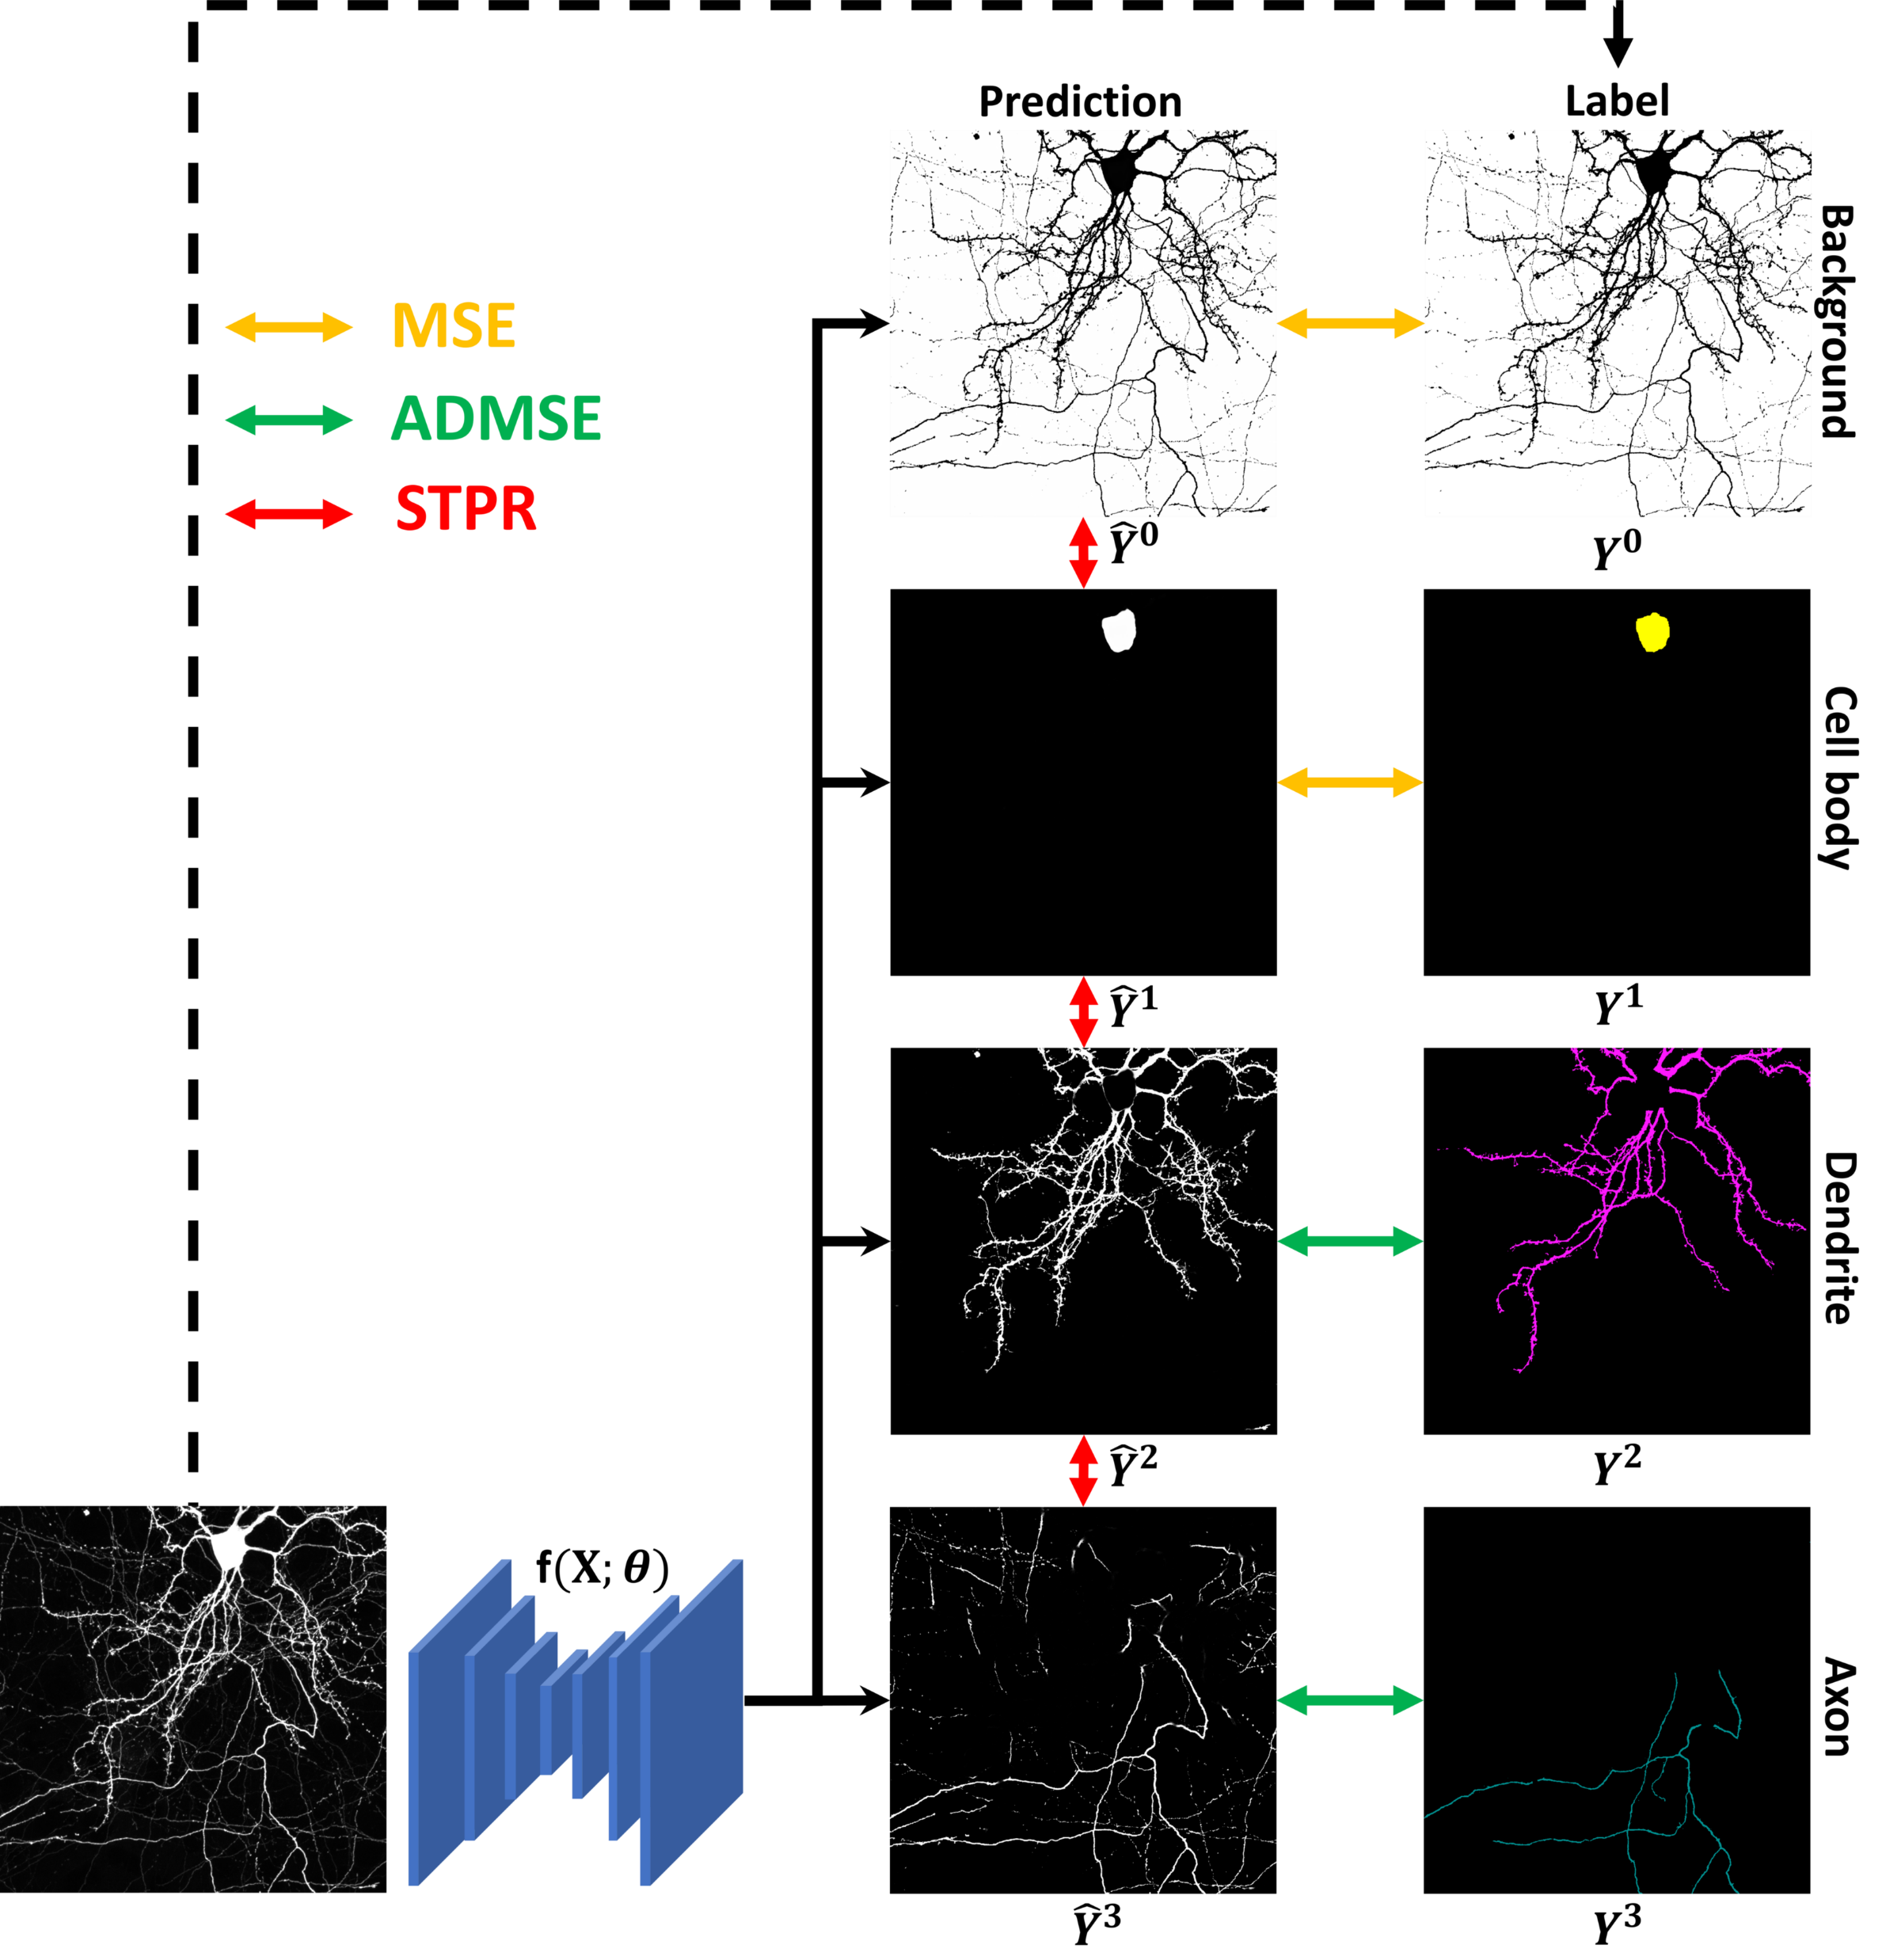 Prediction
Label
MSE
ADMSE
STPR
Background
Ŷ⁰
Y⁰
Cell body
Ŷ¹
Y¹
Dendrite
Ŷ²
Y²
f(X; θ)
Axon
Ŷ³
Y³